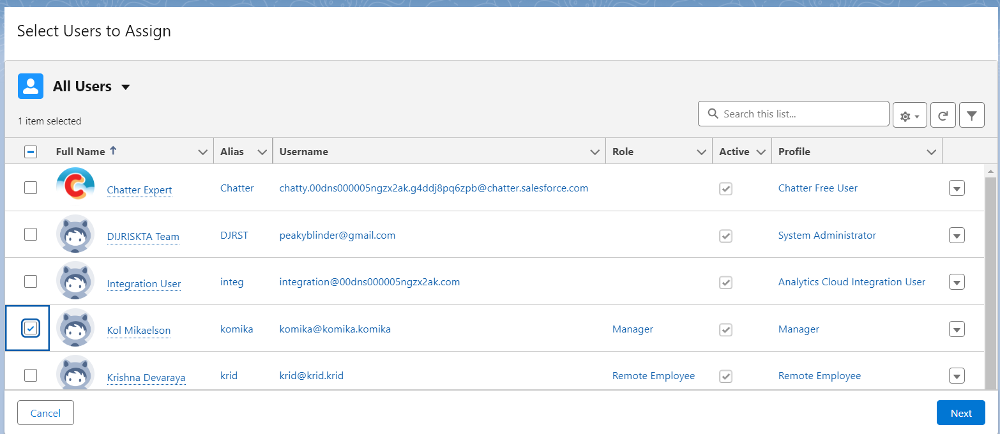 Select Users to Assign
All Users
1 item selected
Search this list...
Full Name Alias Username Role Active Profile
Chatter Expert Chatter chatty.00dns000005ngzx2ak.g4ddj8pq6zpb@chatter.salesforce.com Chatter Free User
DIJRISKTA Team DJRST peakyblinder@gmail.com System Administrator
Integration User integ integration@00dns000005ngzx2ak.com Analytics Cloud Integration User
Kol Mikaelson komika komika@komika.komika Manager Manager
Krishna Devaraya krid krid@krid.krid Remote Employee Remote Employee
Cancel Next